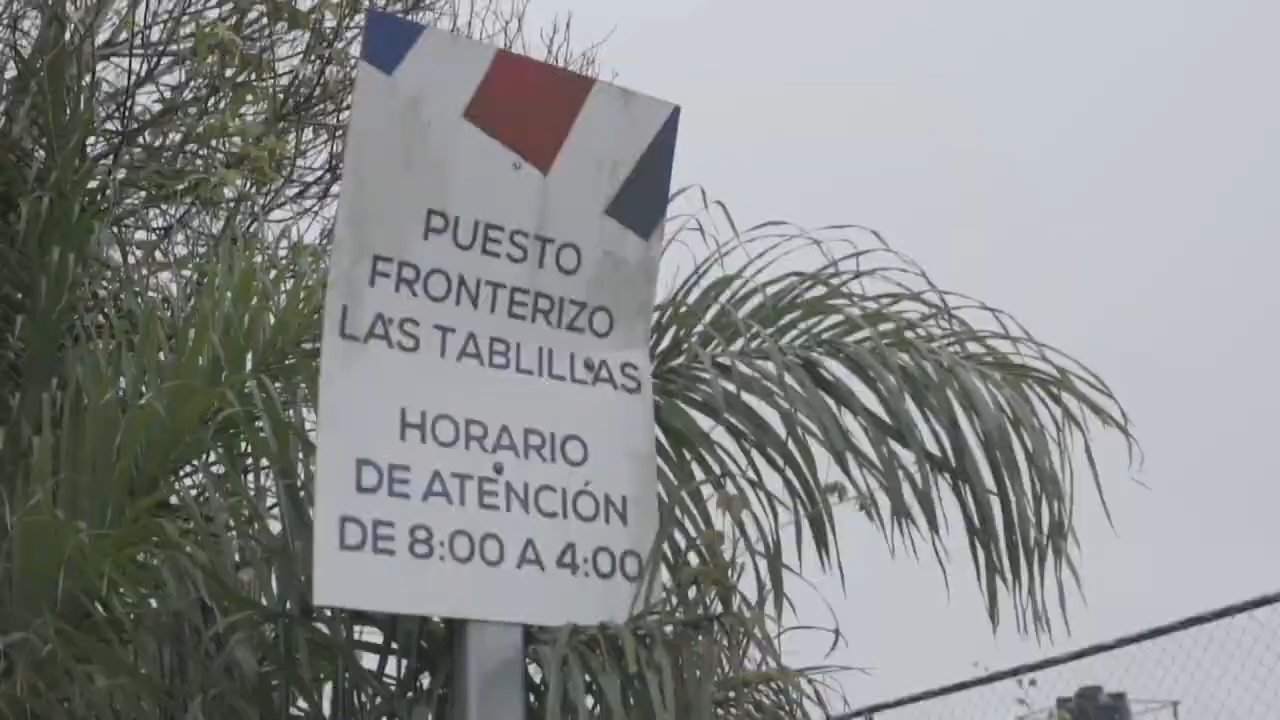 PUESTO
FRONTERIZO
LAS TABLILLAS
HORARIO
DE ATENCIÓN
DE 8:00 A 4:00